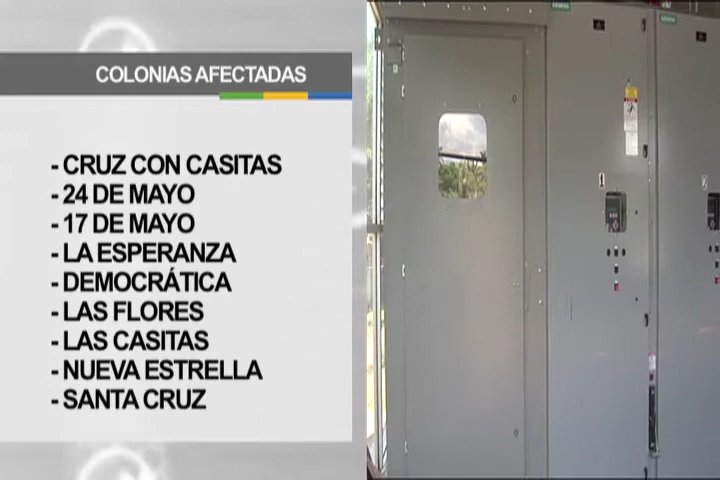 COLONIAS AFECTADAS
- CRUZ CON CASITAS
- 24 DE MAYO
- 17 DE MAYO
- LA ESPERANZA
- DEMOCRÁTICA
- LAS FLORES
- LAS CASITAS
- NUEVA ESTRELLA
- SANTA CRUZ